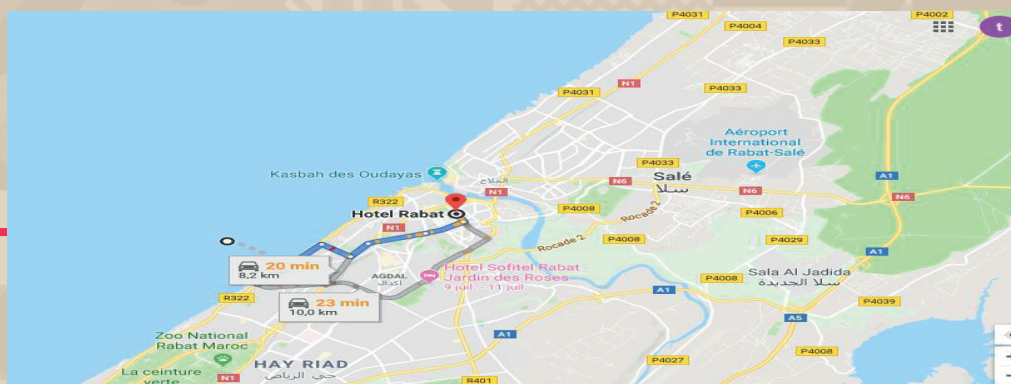 P4031
P4002
t
P4004
P4033
N1
P4031
P4033
Aéroport
International
de Rabat-Salé
P4033
Kasbah des Oudayas
الملاح
Salé
سلا
A1
N6
N6
N6
N1
R322
Hotel Rabat
P4008
Rocade 2
P4006
N1
Rocade 2
P4008
P4029
A1
20 min
8,2 km
AGDAL
أكدال
Hotel Sofitel Rabat
Jardin des Roses
9 juil. - 11 juil.
P4008
Sala Al Jadida
سلا الجديدة
R322
23 min
10,0 km
A1
P4039
A5
Zoo National
Rabat Maroc
A1
P4008
HAY RIAD
حي الرياض
P4027
La ceinture
verte
N1
R401